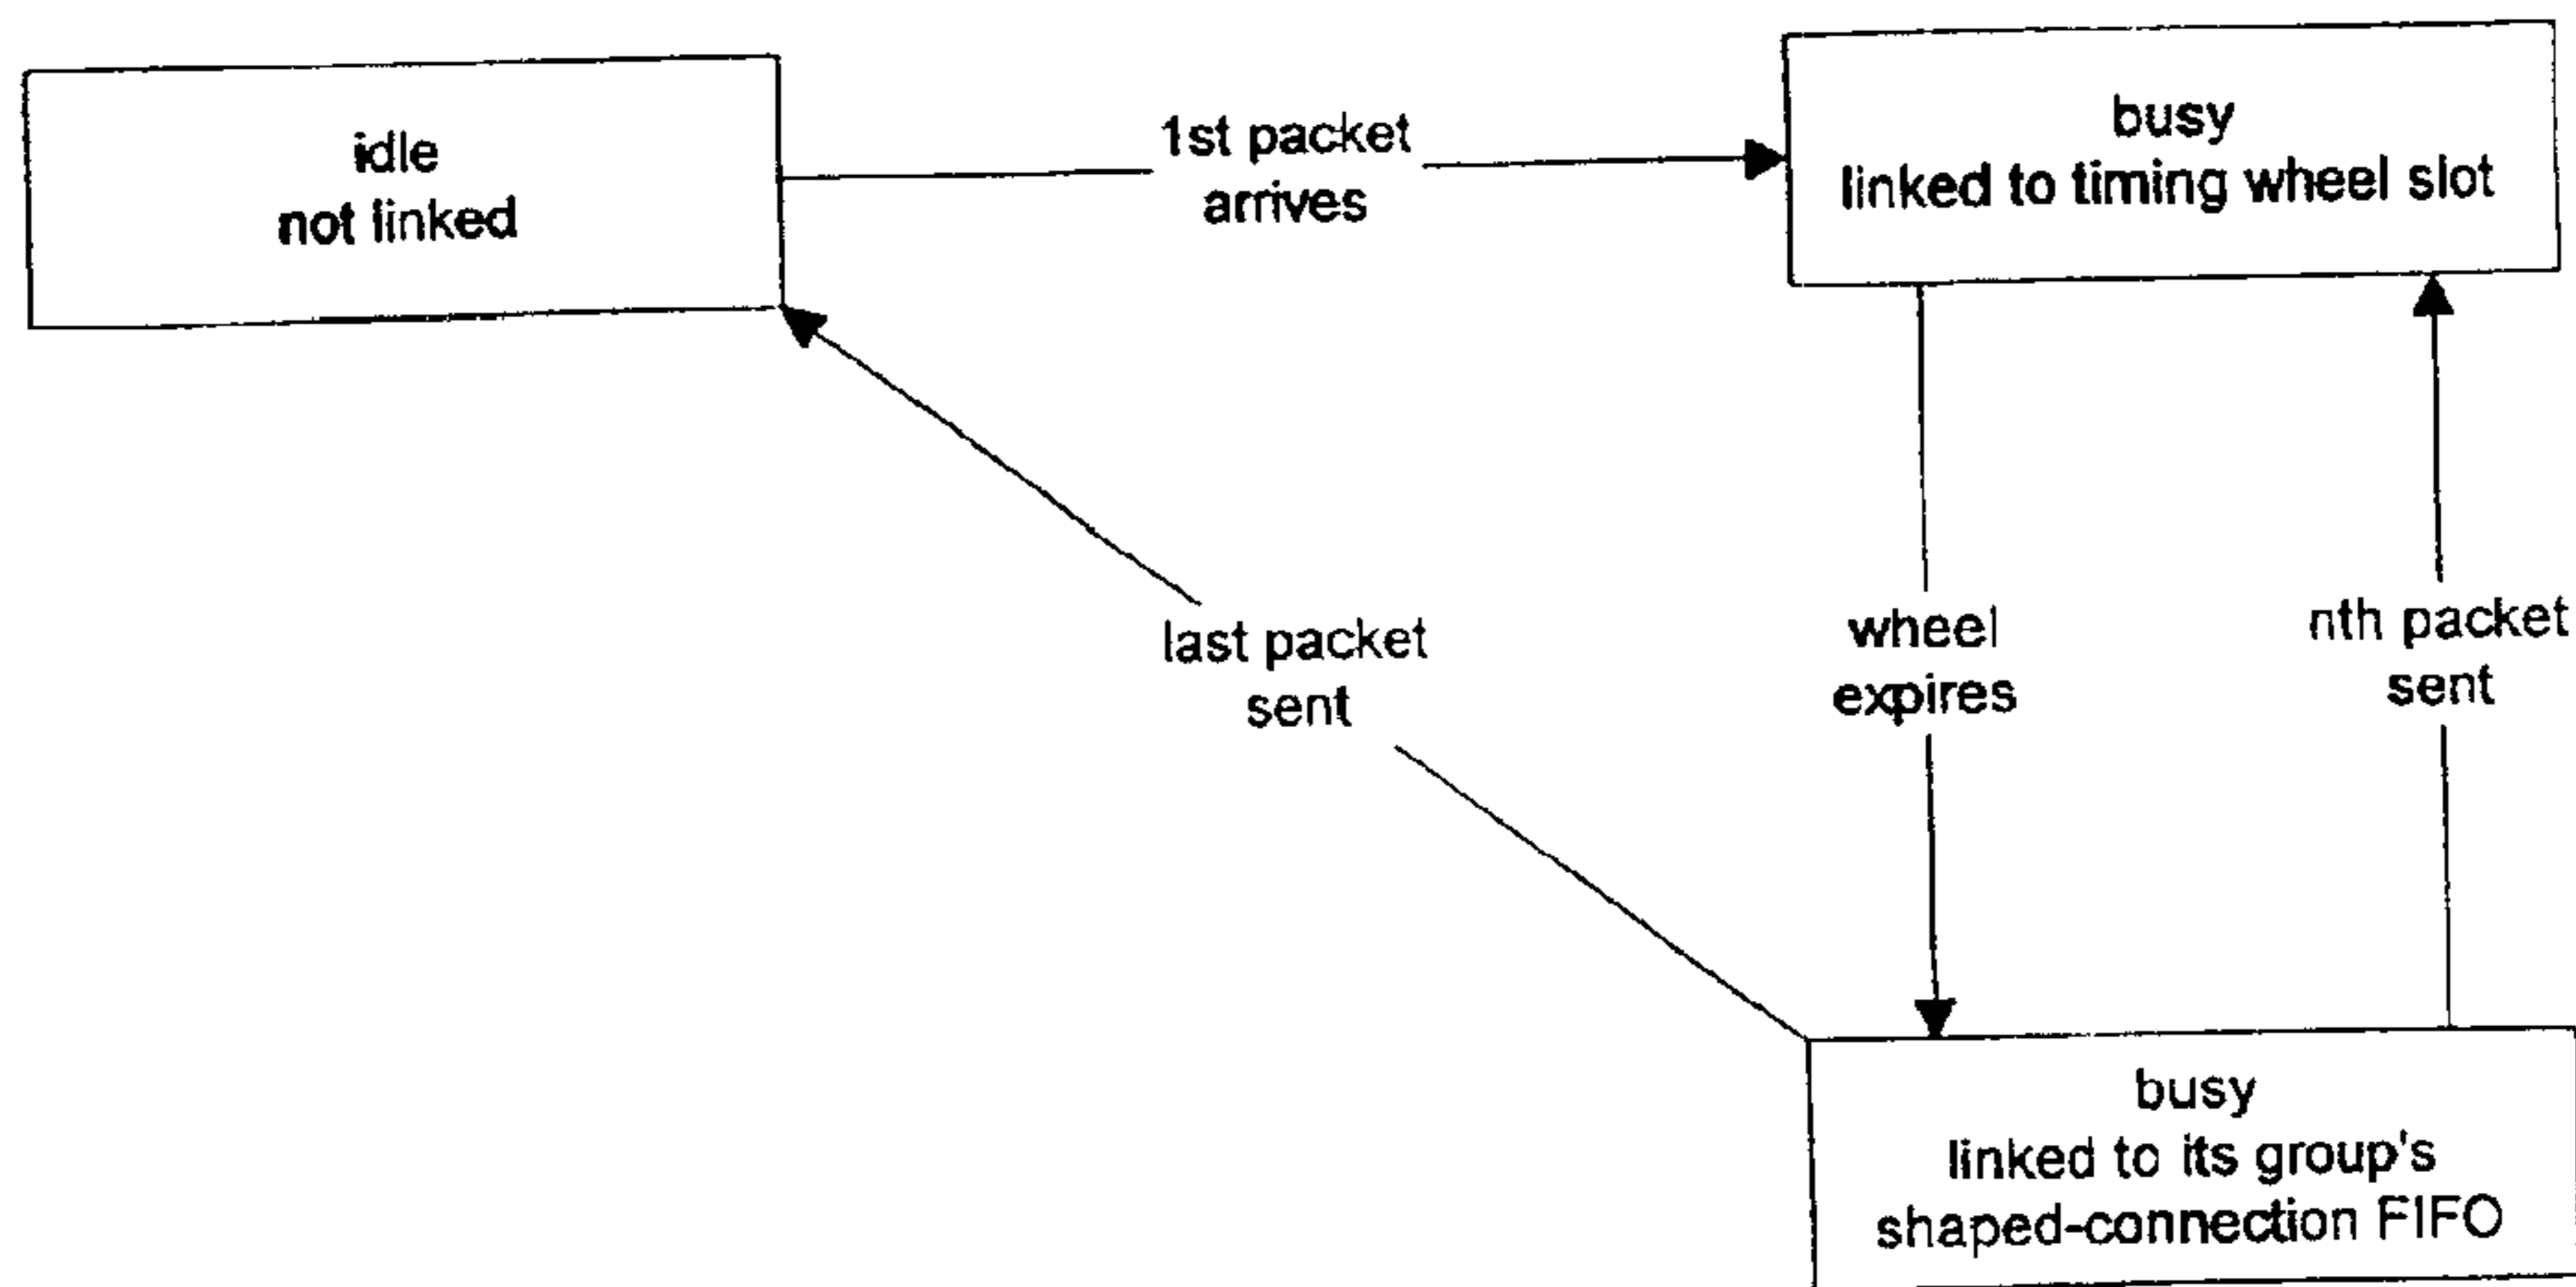 idle
not linked
1st packet
arrives
busy
linked to timing wheel slot
last packet
sent
wheel
expires
nth packet
sent
busy
linked to its group's
shaped-connection FIFO